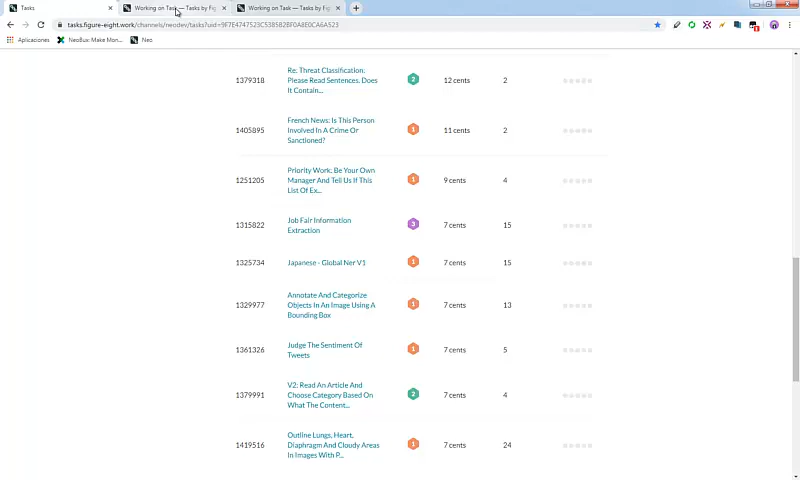 Tasks
Working on Task — Tasks by Fig
Working on Task — Tasks by Fig
tasks.figure-eight.work/channels/neodev/tasks?uid=9F7E4747523C538582BF0A8E0CA6A523
Aplicaciones
NeoBux: Make Mon...
Neo
1379318
Re. Threat Classification. Please Read Sentences. Does It Contain...
2
12 cents
2
1405895
French News: Is This Person Involved In A Crime Or Sanctioned?
1
11 cents
2
1251205
Priority Work. Be Your Own Manager And Tell Us If This List Of Ex...
1
9 cents
4
1315822
Job Fair Information Extraction
3
7 cents
15
1325734
Japanese - Global Ner V1
1
7 cents
15
1329977
Annotate And Categorize Objects In An Image Using A Bounding Box
1
7 cents
13
1361326
Judge The Sentiment Of Tweets
1
7 cents
5
1379991
V2: Read An Article And Choose Category Based On What The Content...
2
7 cents
4
1419516
Outline Lungs, Heart, Diaphragm And Cloudy Areas In Images With P...
1
7 cents
24